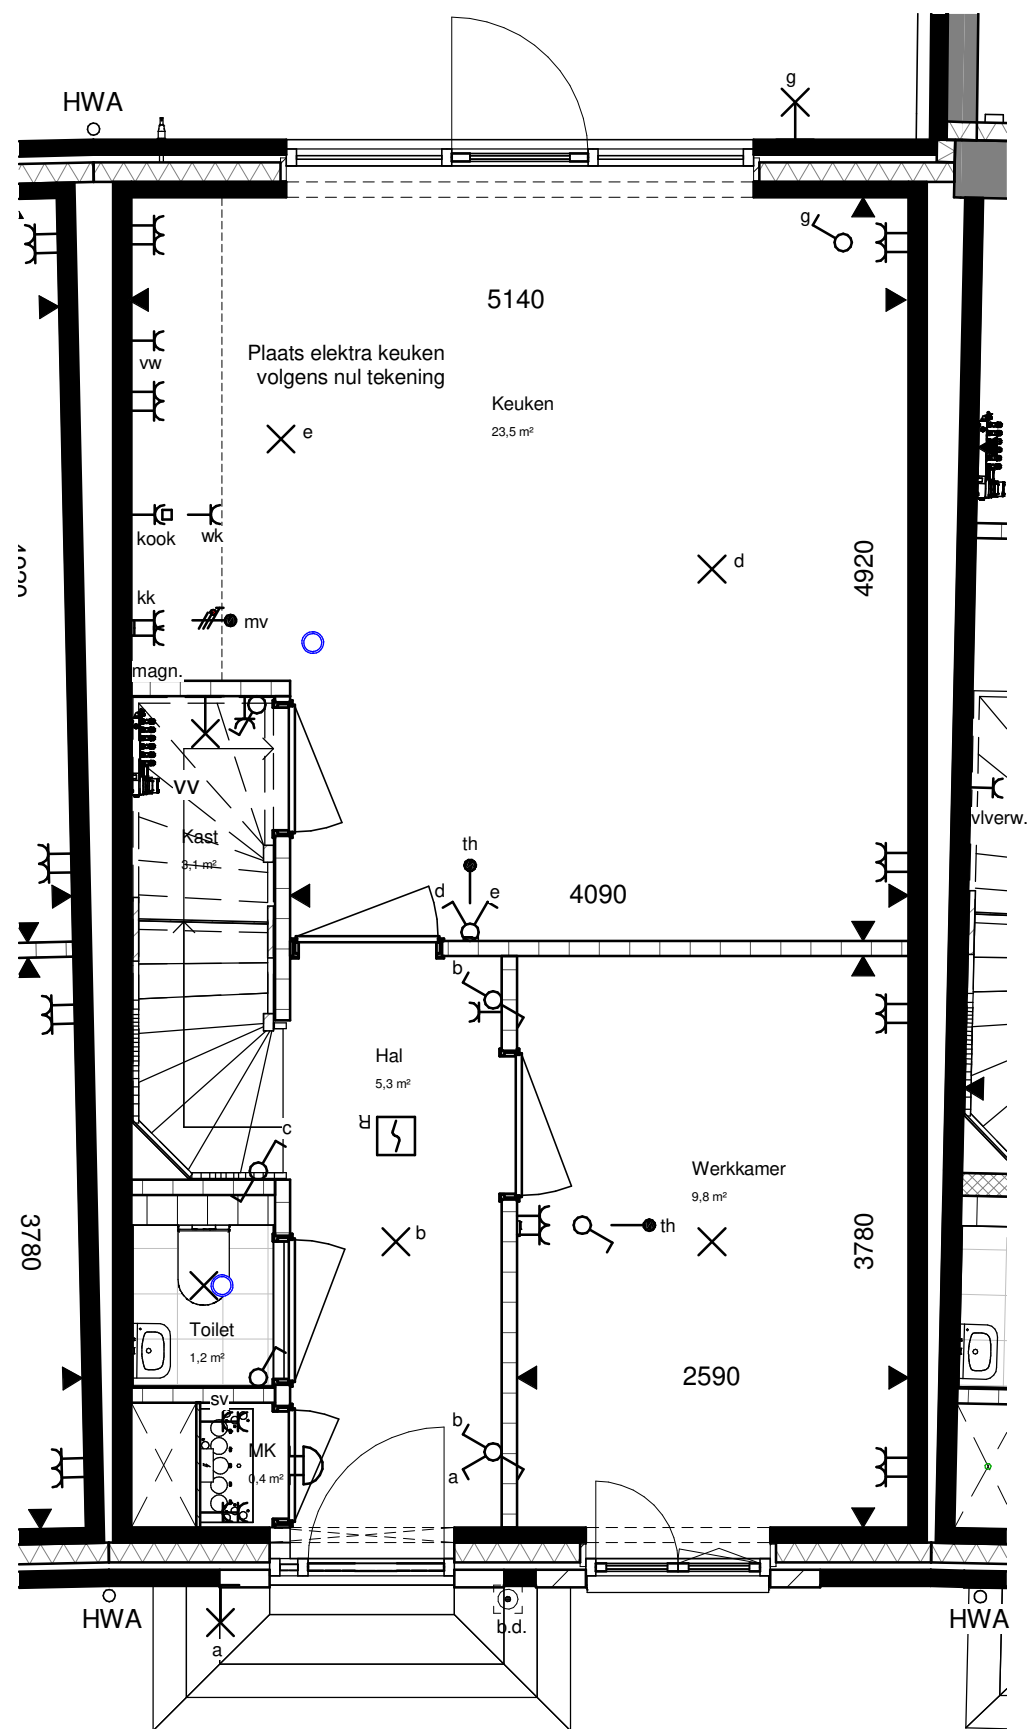 g
HWA
g
5140
vw
Plaats elektra keuken
volgens nul tekening
Keuken
23,5 m²
e
kook
wk
d
4920
kk
mv
magn.
vv
Kast
3,1 m²
vlverw.
th
d
e
4090
b
Hal
5,3 m²
c
R
Werkkamer
9,8 m²
b
th
3780
3780
Toilet
1,2 m²
2590
sv
MK
0,4 m²
b
a
HWA
a
b.d.
HWA